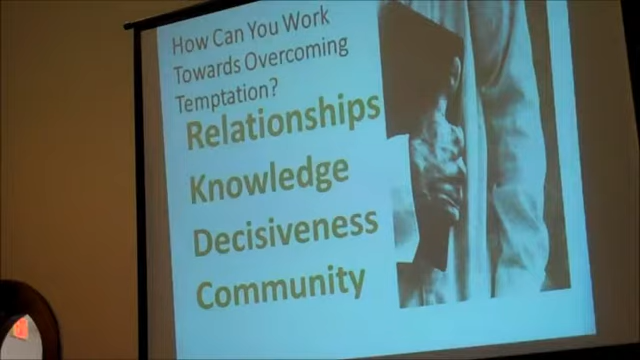 How Can You Work
Towards Overcoming
Temptation?
Relationships
Knowledge
Decisiveness
Community